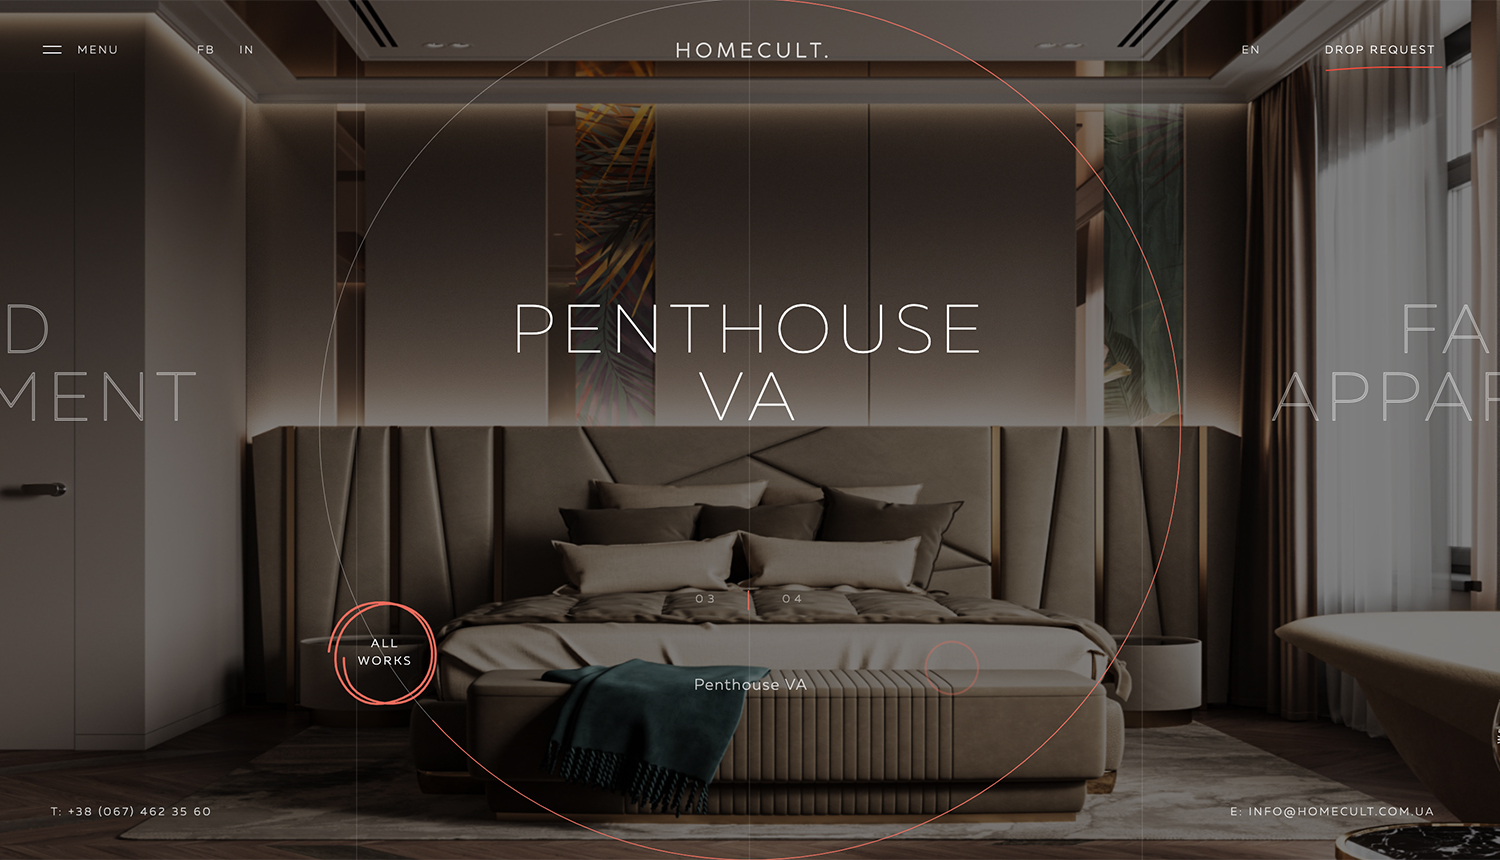 MENU
FB
IN
HOMECULT.
EN
DROP REQUEST
D
MENT
PENTHOUSE
VA
FA
APPAR
03
04
ALL
WORKS
Penthouse VA
T: +38 (067) 462 35 60
E: INFO@HOMECULT.COM.UA